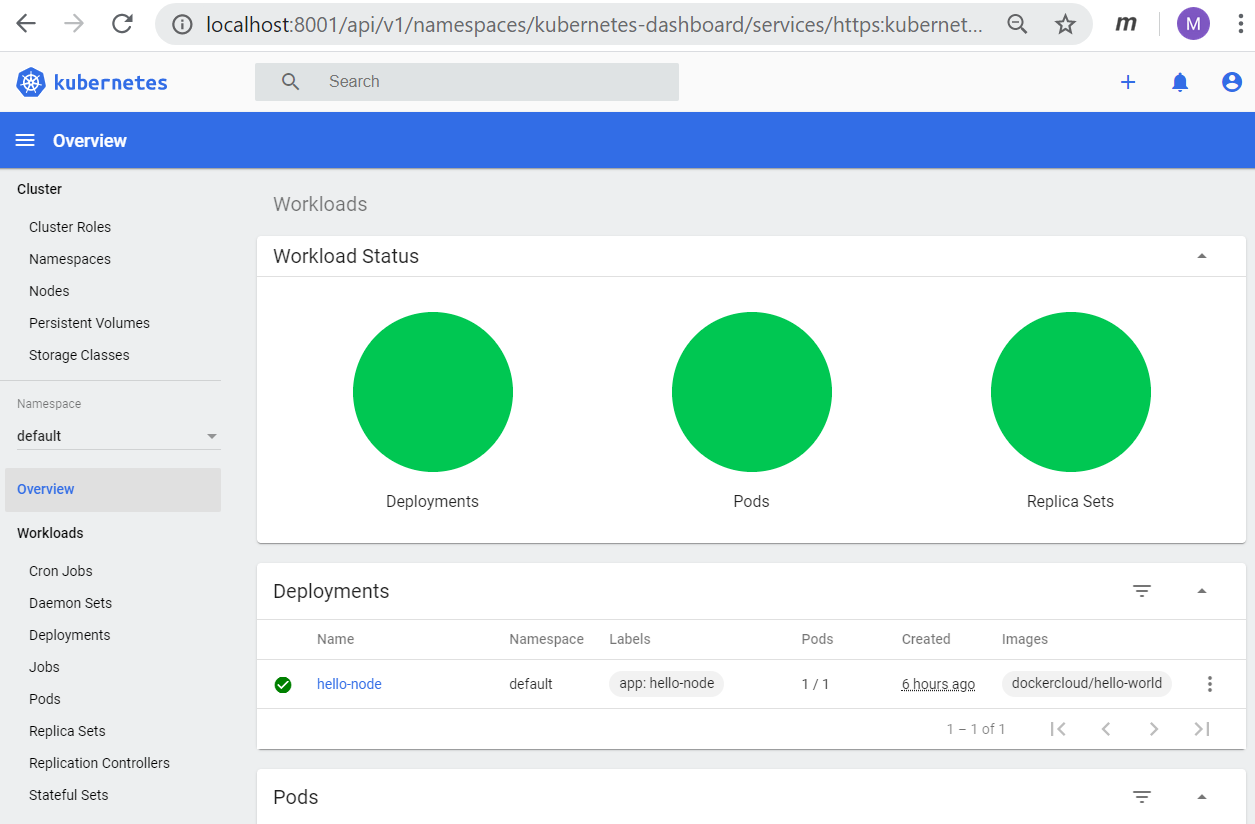 localhost:8001/api/v1/namespaces/kubernetes-dashboard/services/https:kubernet...
m
M
kubernetes
Search
Overview
Cluster
Cluster Roles
Namespaces
Nodes
Persistent Volumes
Storage Classes
Namespace
default
Overview
Workloads
Cron Jobs
Daemon Sets
Deployments
Jobs
Pods
Replica Sets
Replication Controllers
Stateful Sets
Workloads
Workload Status
Deployments Pods Replica Sets
Deployments
Name Namespace Labels Pods Created Images
hello-node default app: hello-node 1 / 1 6 hours ago dockercloud/hello-world
1 – 1 of 1
Pods